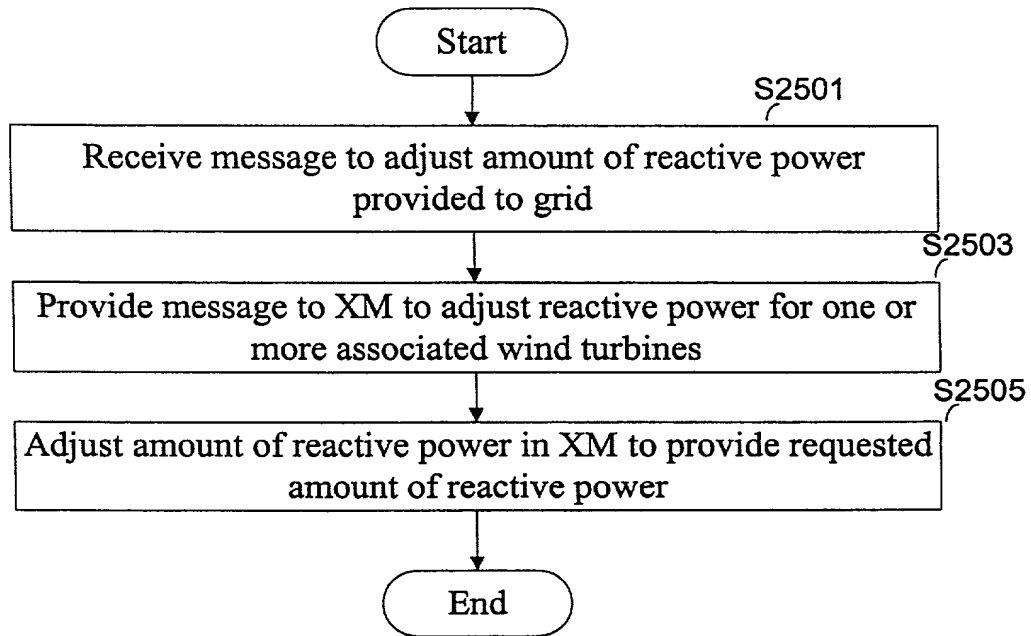 Start
S2501
Receive message to adjust amount of reactive power
provided to grid
S2503
Provide message to XM to adjust reactive power for one or
more associated wind turbines
S2505
Adjust amount of reactive power in XM to provide requested
amount of reactive power
End